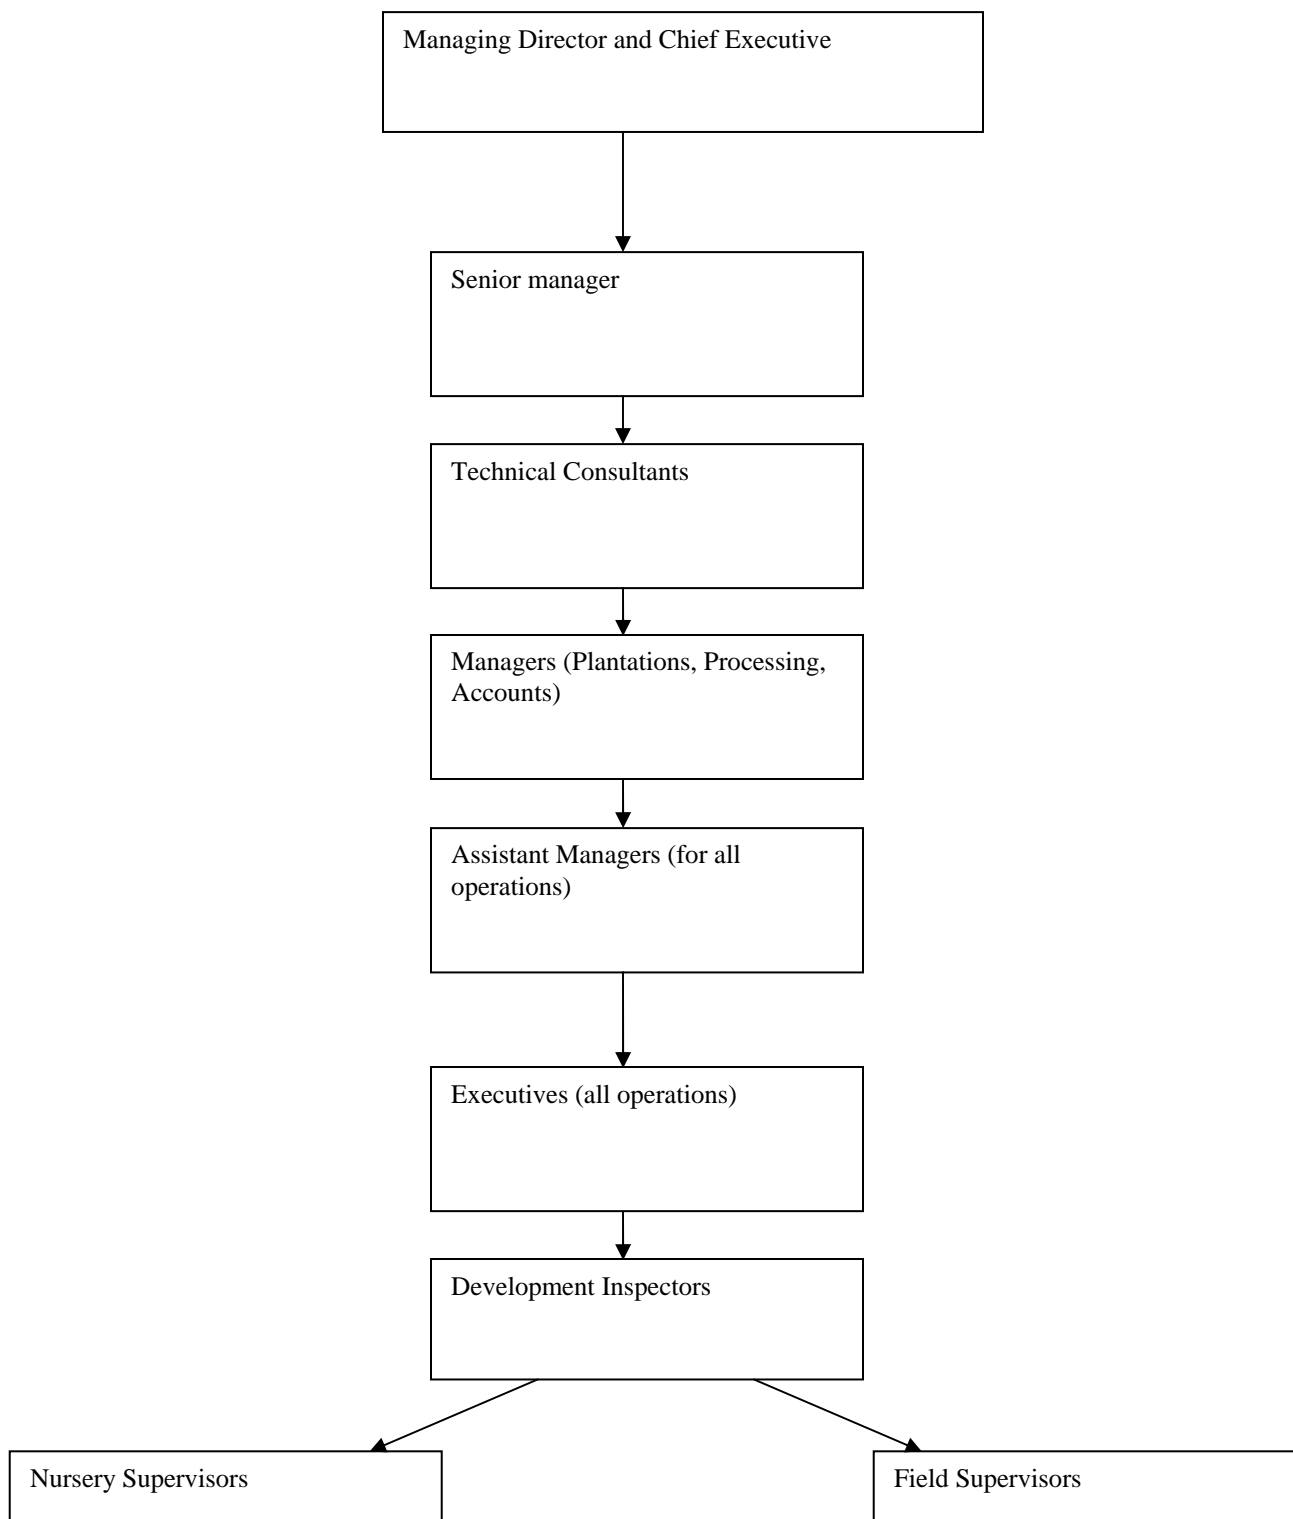 Managing Director and Chief Executive
Senior manager
Technical Consultants
Managers (Plantations, Processing,
Accounts)
Assistant Managers (for all
operations)
Executives (all operations)
Development Inspectors
Nursery Supervisors
Field Supervisors